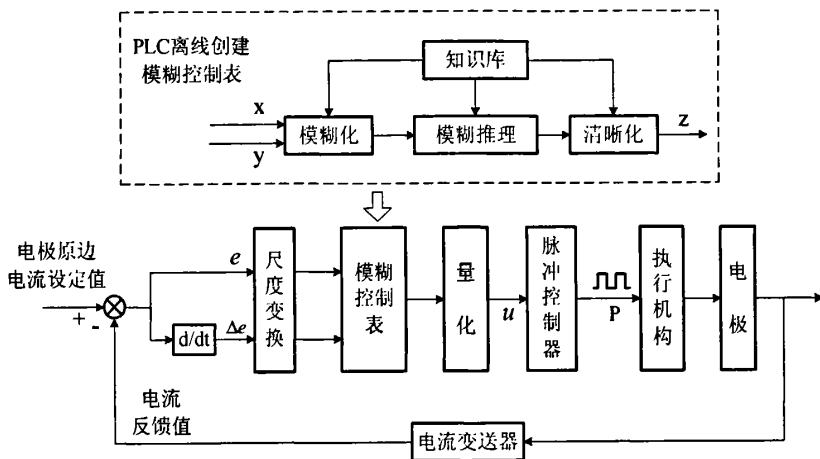 PLC离线创建
模糊控制表
知识库
x
y
模糊化
模糊推理
清晰化
z
电极原边
电流设定值
+
-
e
d/dt
Δe
尺度变换
模糊控制表
量化
u
脉冲控制器
P
执行机构
电极
电流
反馈值
电流变送器